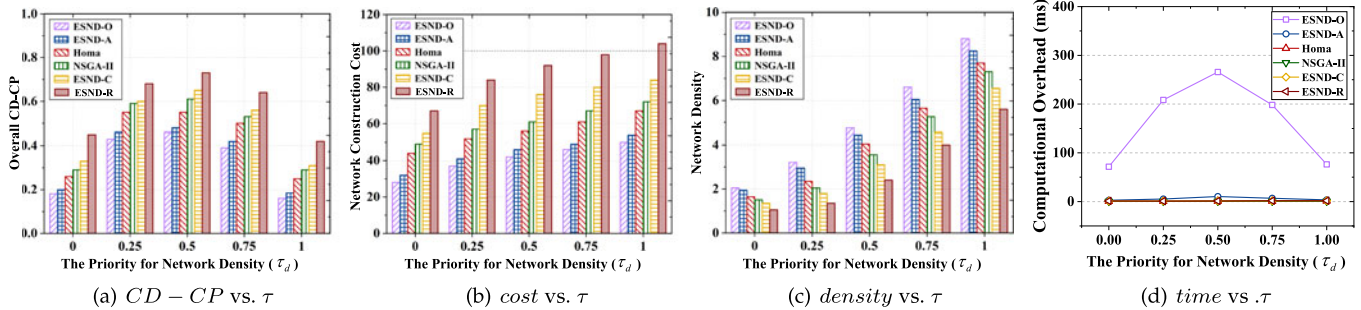 1.0
0.8
0.6
0.4
0.2
0.0
Overall CD-CP
ESND-O
ESND-A
Homa
NSGA-II
ESND-C
ESND-R
0 0.25 0.5 0.75 1
The Priority for Network Density ( τd )
(a) CD − CP vs. τ
120
100
80
60
40
20
0
Network Construction Cost
ESND-O
ESND-A
Homa
NSGA-II
ESND-C
ESND-R
0 0.25 0.5 0.75 1
The Priority for Network Density ( τd )
(b) cost vs. τ
10
8
6
4
2
0
Network Density
ESND-O
ESND-A
Homa
NSGA-II
ESND-C
ESND-R
0 0.25 0.5 0.75 1
The Priority for Network Density ( τd )
(c) density vs. τ
400
300
200
100
0
Computational Overhead (ms)
ESND-O
ESND-A
Homa
NSGA-II
ESND-C
ESND-R
0.00 0.25 0.50 0.75 1.00
The Priority for Network Density ( τd )
(d) time vs .τ